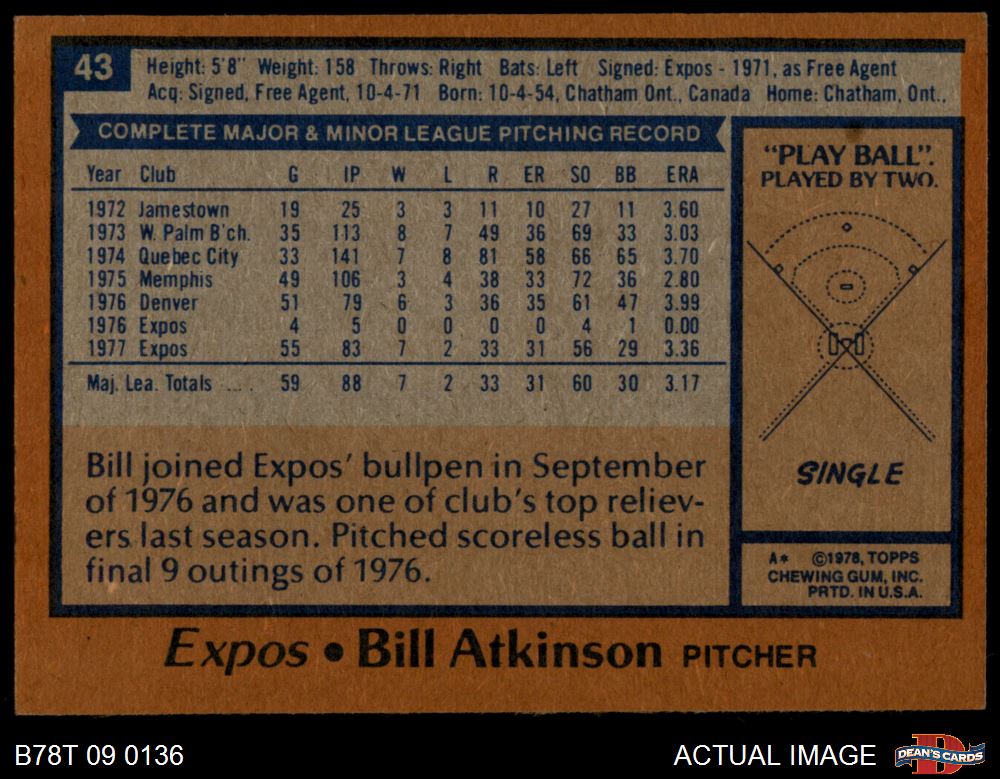 43
Height: 5'8" Weight: 158 Throws: Right Bats: Left Signed: Expos - 1971, as Free Agent
Acq: Signed, Free Agent, 10-4-71 Born: 10-4-54, Chatham Ont., Canada Home: Chatham, Ont..
COMPLETE MAJOR & MINOR LEAGUE PITCHING RECORD
Year Club G IP W L R ER SO BB ERA
1972 Jamestown 19 25 3 3 11 10 27 11 3.60
1973 W. Palm B'ch. 35 113 8 7 49 36 69 33 3.03
1974 Quebec City 33 141 7 8 81 58 66 65 3.70
1975 Memphis 49 106 3 4 38 33 72 36 2.80
1976 Denver 51 79 6 3 36 35 61 47 3.99
1976 Expos 4 5 0 0 0 0 4 1 0.00
1977 Expos 55 83 7 2 33 31 56 29 3.36
Maj. Lea. Totals .... 59 88 7 2 33 31 60 30 3.17
Bill joined Expos' bullpen in September
of 1976 and was one of club's top reliev-
ers last season. Pitched scoreless ball in
final 9 outings of 1976.
"PLAY BALL".
PLAYED BY TWO.
SINGLE
A* ©1978, TOPPS
CHEWING GUM, INC.
PRTD. IN U.S.A.
Expos • Bill Atkinson PITCHER
B78T 09 0136
ACTUAL IMAGE
D
DEAN'S CARDS